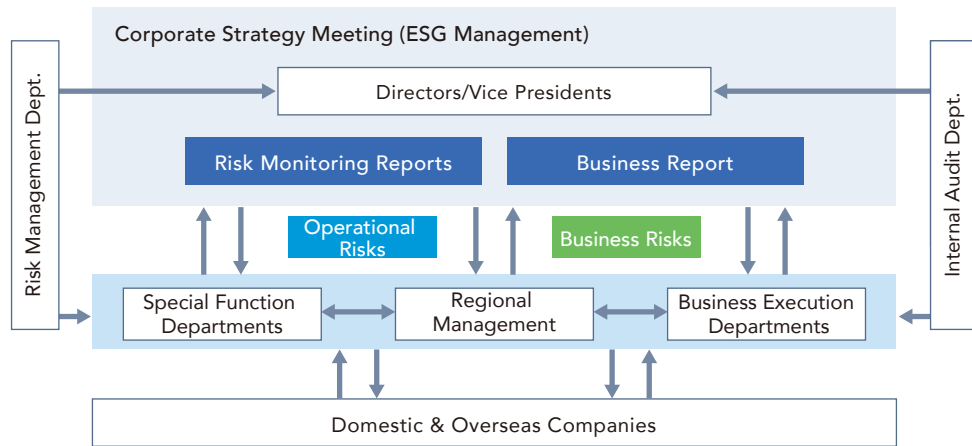 Corporate Strategy Meeting (ESG Management)
Risk Management Dept.
Directors/Vice Presidents
Internal Audit Dept.
Risk Monitoring Reports
Business Report
Operational
Risks
Business Risks
Special Function
Departments
Regional
Management
Business Execution
Departments
Domestic & Overseas Companies